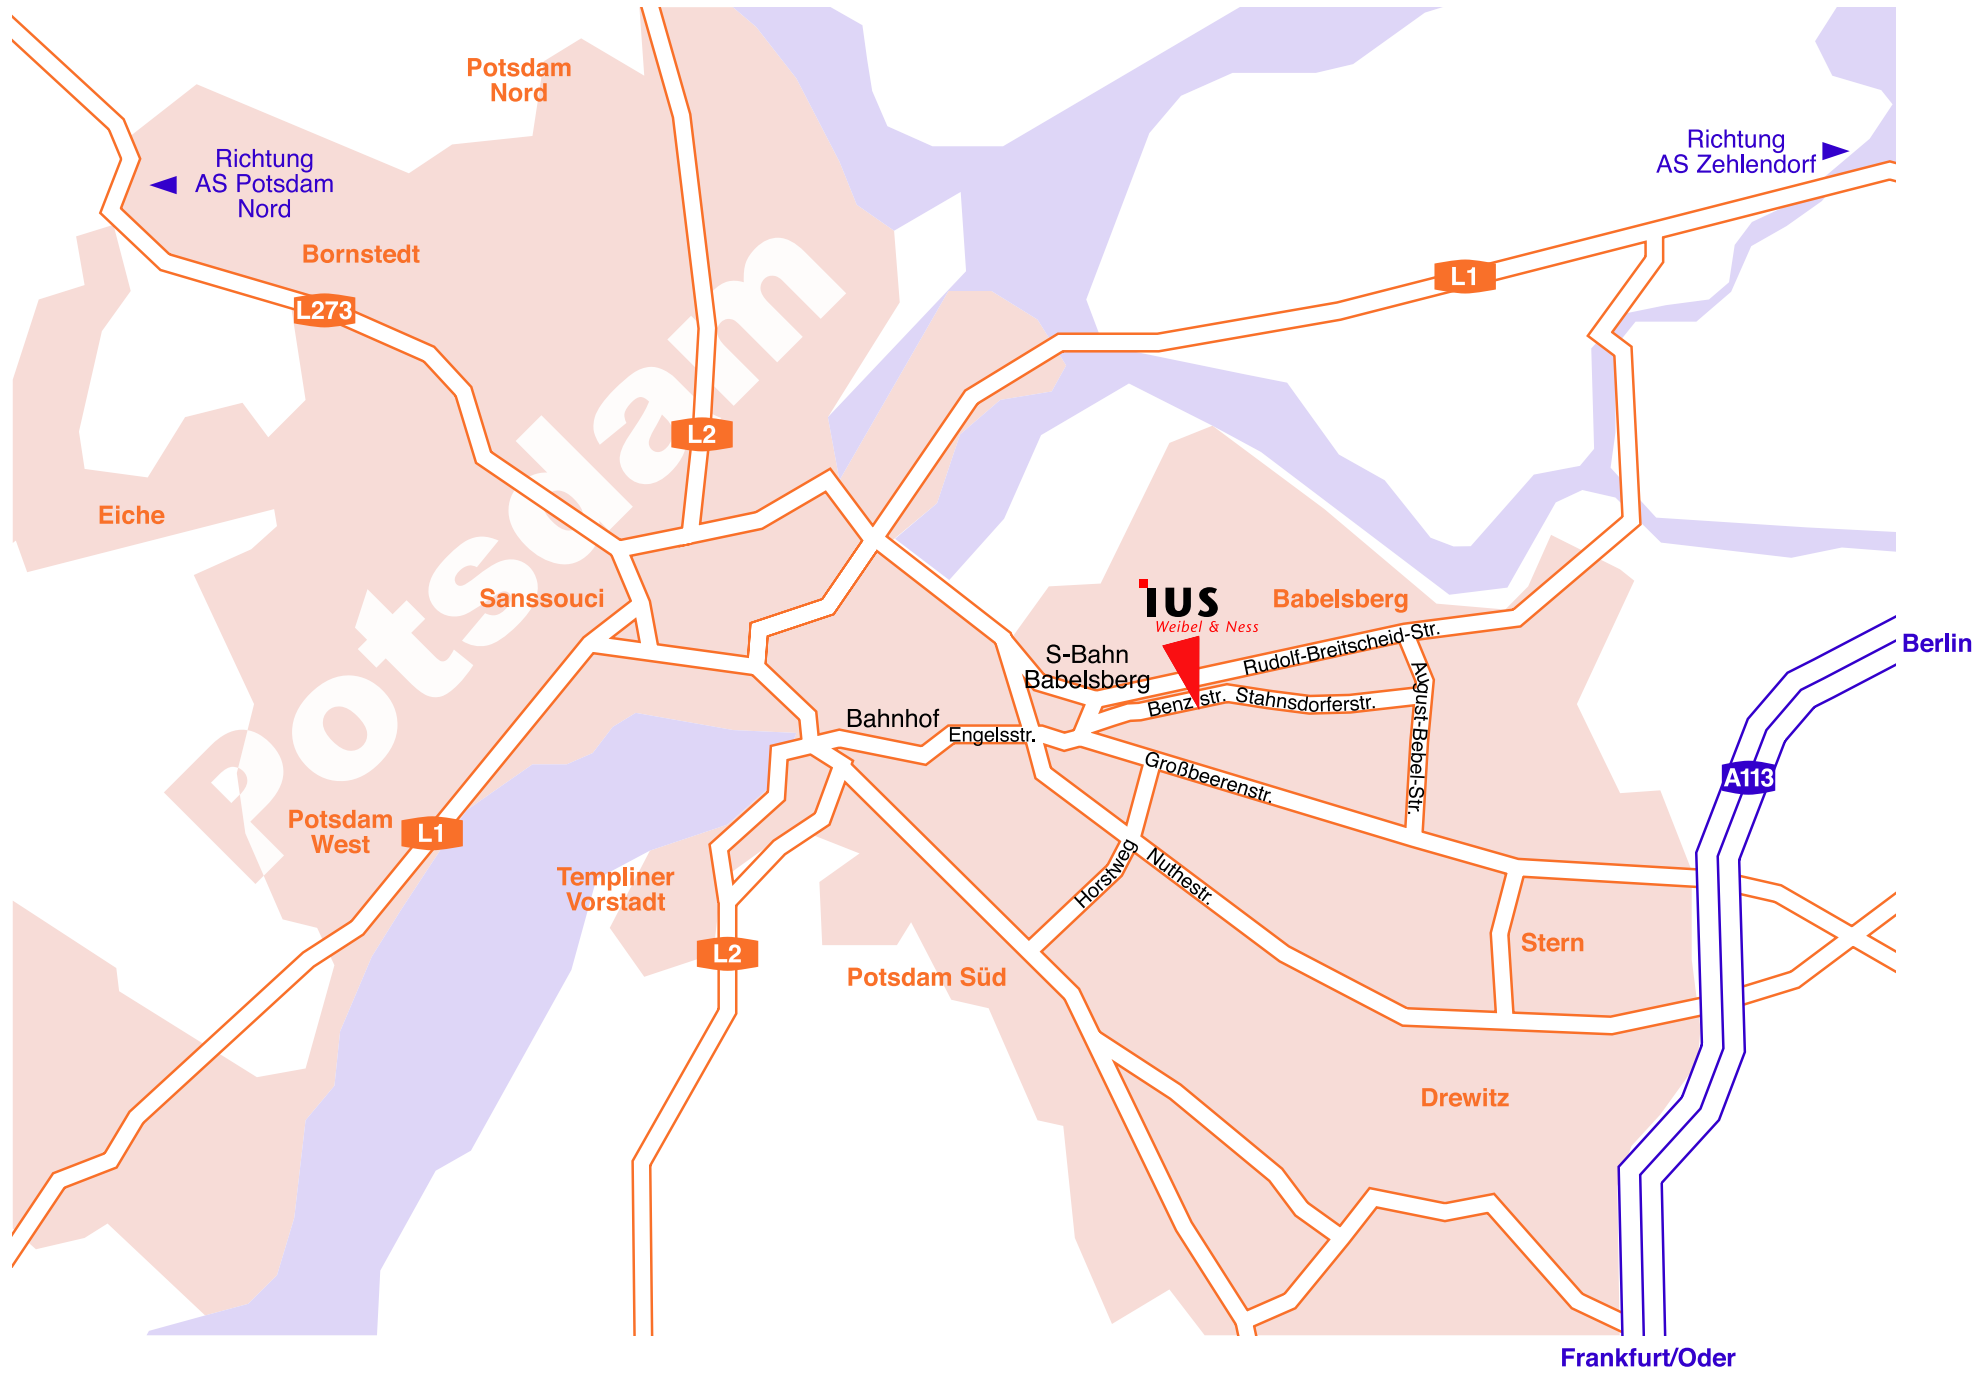 Potsdam
Nord
Richtung
AS Zehlendorf
Richtung
AS Potsdam
Nord
Bornstedt
L1
L273
Potsdam
L2
Eiche
Sanssouci
ius
Weibel & Ness
Babelsberg
Rudolf-Breitscheid-Str.
Berlin
S-Bahn
Babelsberg
August-Bebel-Str.
Benzstr.
Stahnsdorferstr.
Bahnhof
Engelsstr.
Großbeerenstr.
A113
Potsdam
West
L1
Horstweg
Nuthestr.
Templiner
Vorstadt
Stern
L2
Potsdam Süd
Drewitz
Frankfurt/Oder